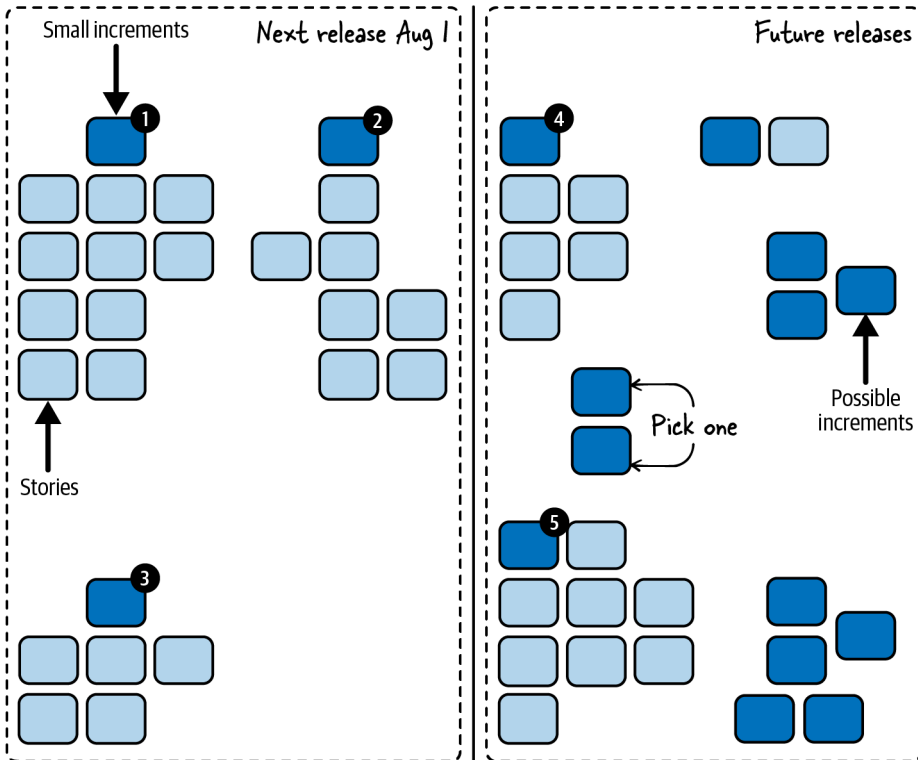 Small increments
Next release Aug 1
1
2
Stories
3
Future releases
4
Possible
increments
Pick one
5